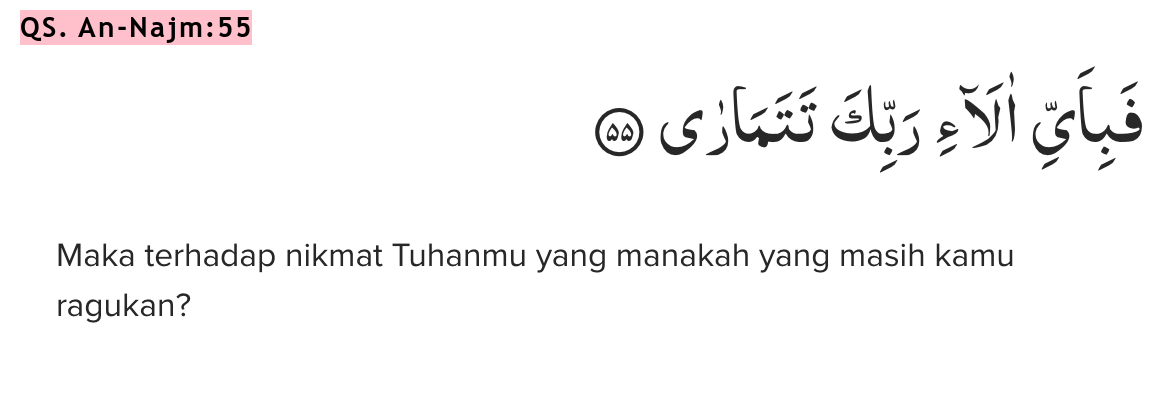 QS. An-Najm:55
فَبِاَيِّ اٰلَاۤءِ رَبِّكَ تَتَمَارٰى ۝٥٥
Maka terhadap nikmat Tuhanmu yang manakah yang masih kamu
ragukan?